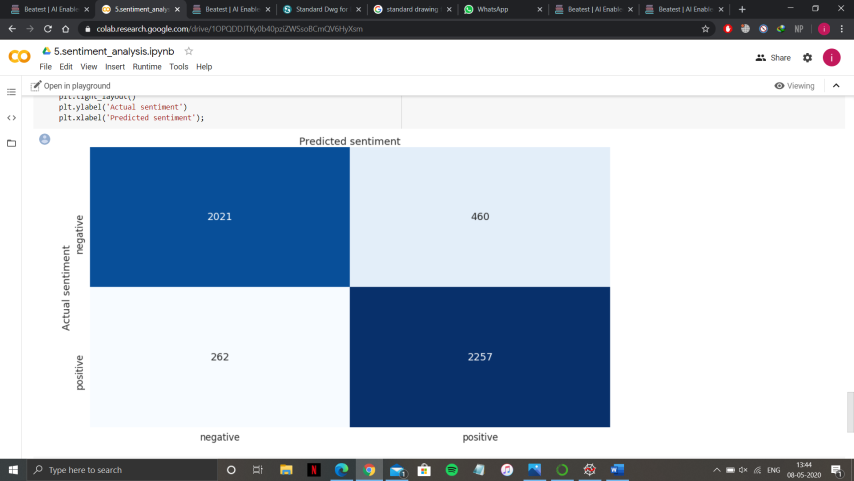 Beatest | AI Enable
5.sentiment_analys
Beatest | AI Enable
Standard Dwg for
standard drawing
WhatsApp
Beatest | AI Enable
Beatest | AI Enable
colab.research.google.com/drive/1OPQDDJTKy0b40pziZWSsoBCmQV6HyXsm
NP
i
CO
5.sentiment_analysis.ipynb
File Edit View Insert Runtime Tools Help
Share
i
Open in playground
Viewing
plt.tight_layout()
plt.ylabel('Actual sentiment')
plt.xlabel('Predicted sentiment');
Predicted sentiment
Actual sentiment
negative
2021
460
positive
262
2257
negative
positive
Type here to search
N
W
ENG
13:44
08-05-2020